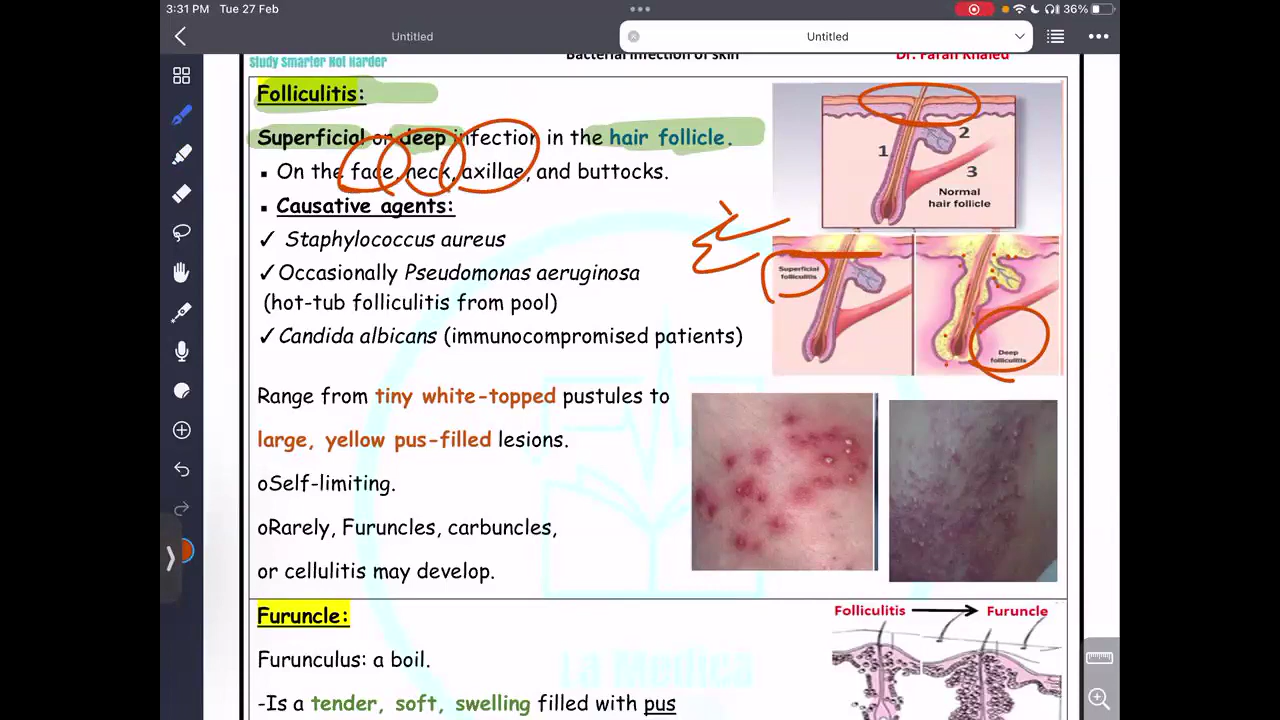 3:31 PM Tue 27 Feb
36%
Untitled
Untitled
Study Smarter Not Harder
Bacterial infection of skin
Dr. Farah Khaled
Folliculitis:
Superficial or deep infection in the hair follicle.
▪ On the face, neck, axillae, and buttocks.
▪ Causative agents:
✓ Staphylococcus aureus
✓ Occasionally Pseudomonas aeruginosa
(hot-tub folliculitis from pool)
✓ Candida albicans (immunocompromised patients)
Range from tiny white-topped pustules to
large, yellow pus-filled lesions.
oSelf-limiting.
oRarely, Furuncles, carbuncles,
or cellulitis may develop.
1
2
3
Normal
hair follicle
Superficial
folliculitis
Deep
folliculitis
Furuncle:
Furunculus: a boil.
-Is a tender, soft, swelling filled with pus
Folliculitis
Furuncle
La Medica